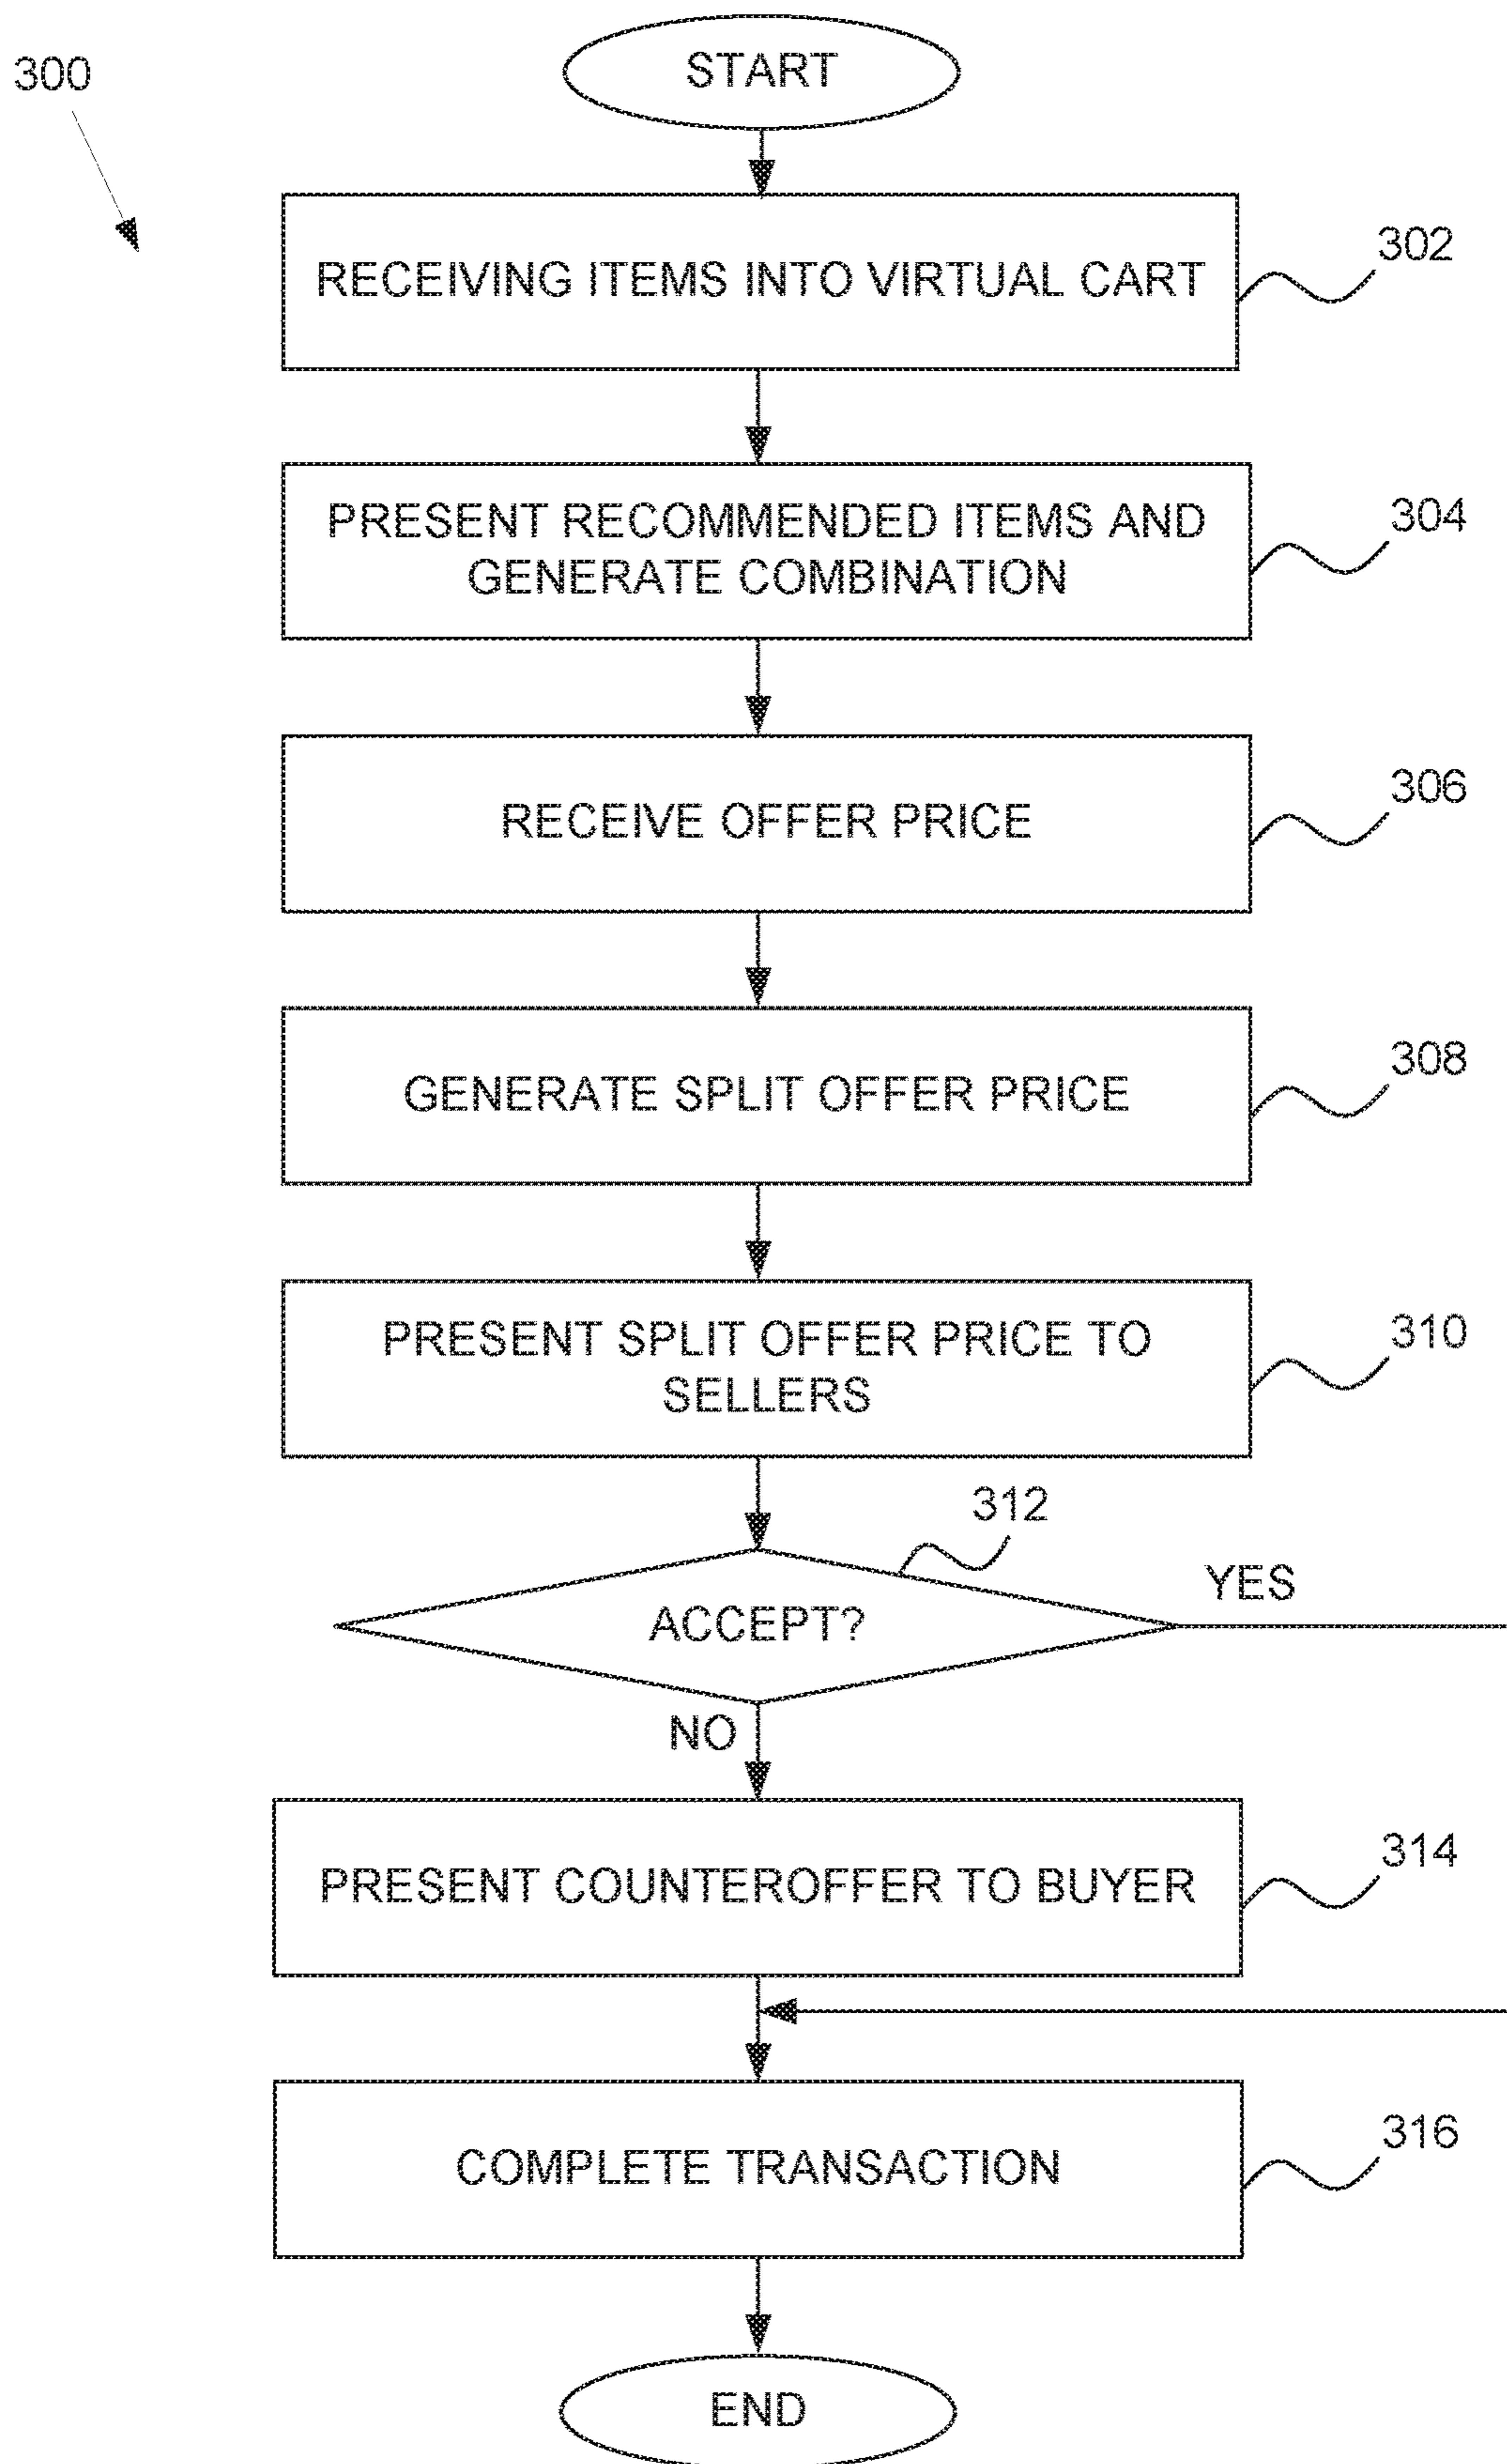 300
START
RECEIVING ITEMS INTO VIRTUAL CART
302
PRESENT RECOMMENDED ITEMS AND
GENERATE COMBINATION
304
RECEIVE OFFER PRICE
306
GENERATE SPLIT OFFER PRICE
308
PRESENT SPLIT OFFER PRICE TO
SELLERS
310
312
ACCEPT?
YES
NO
PRESENT COUNTEROFFER TO BUYER
314
COMPLETE TRANSACTION
316
END